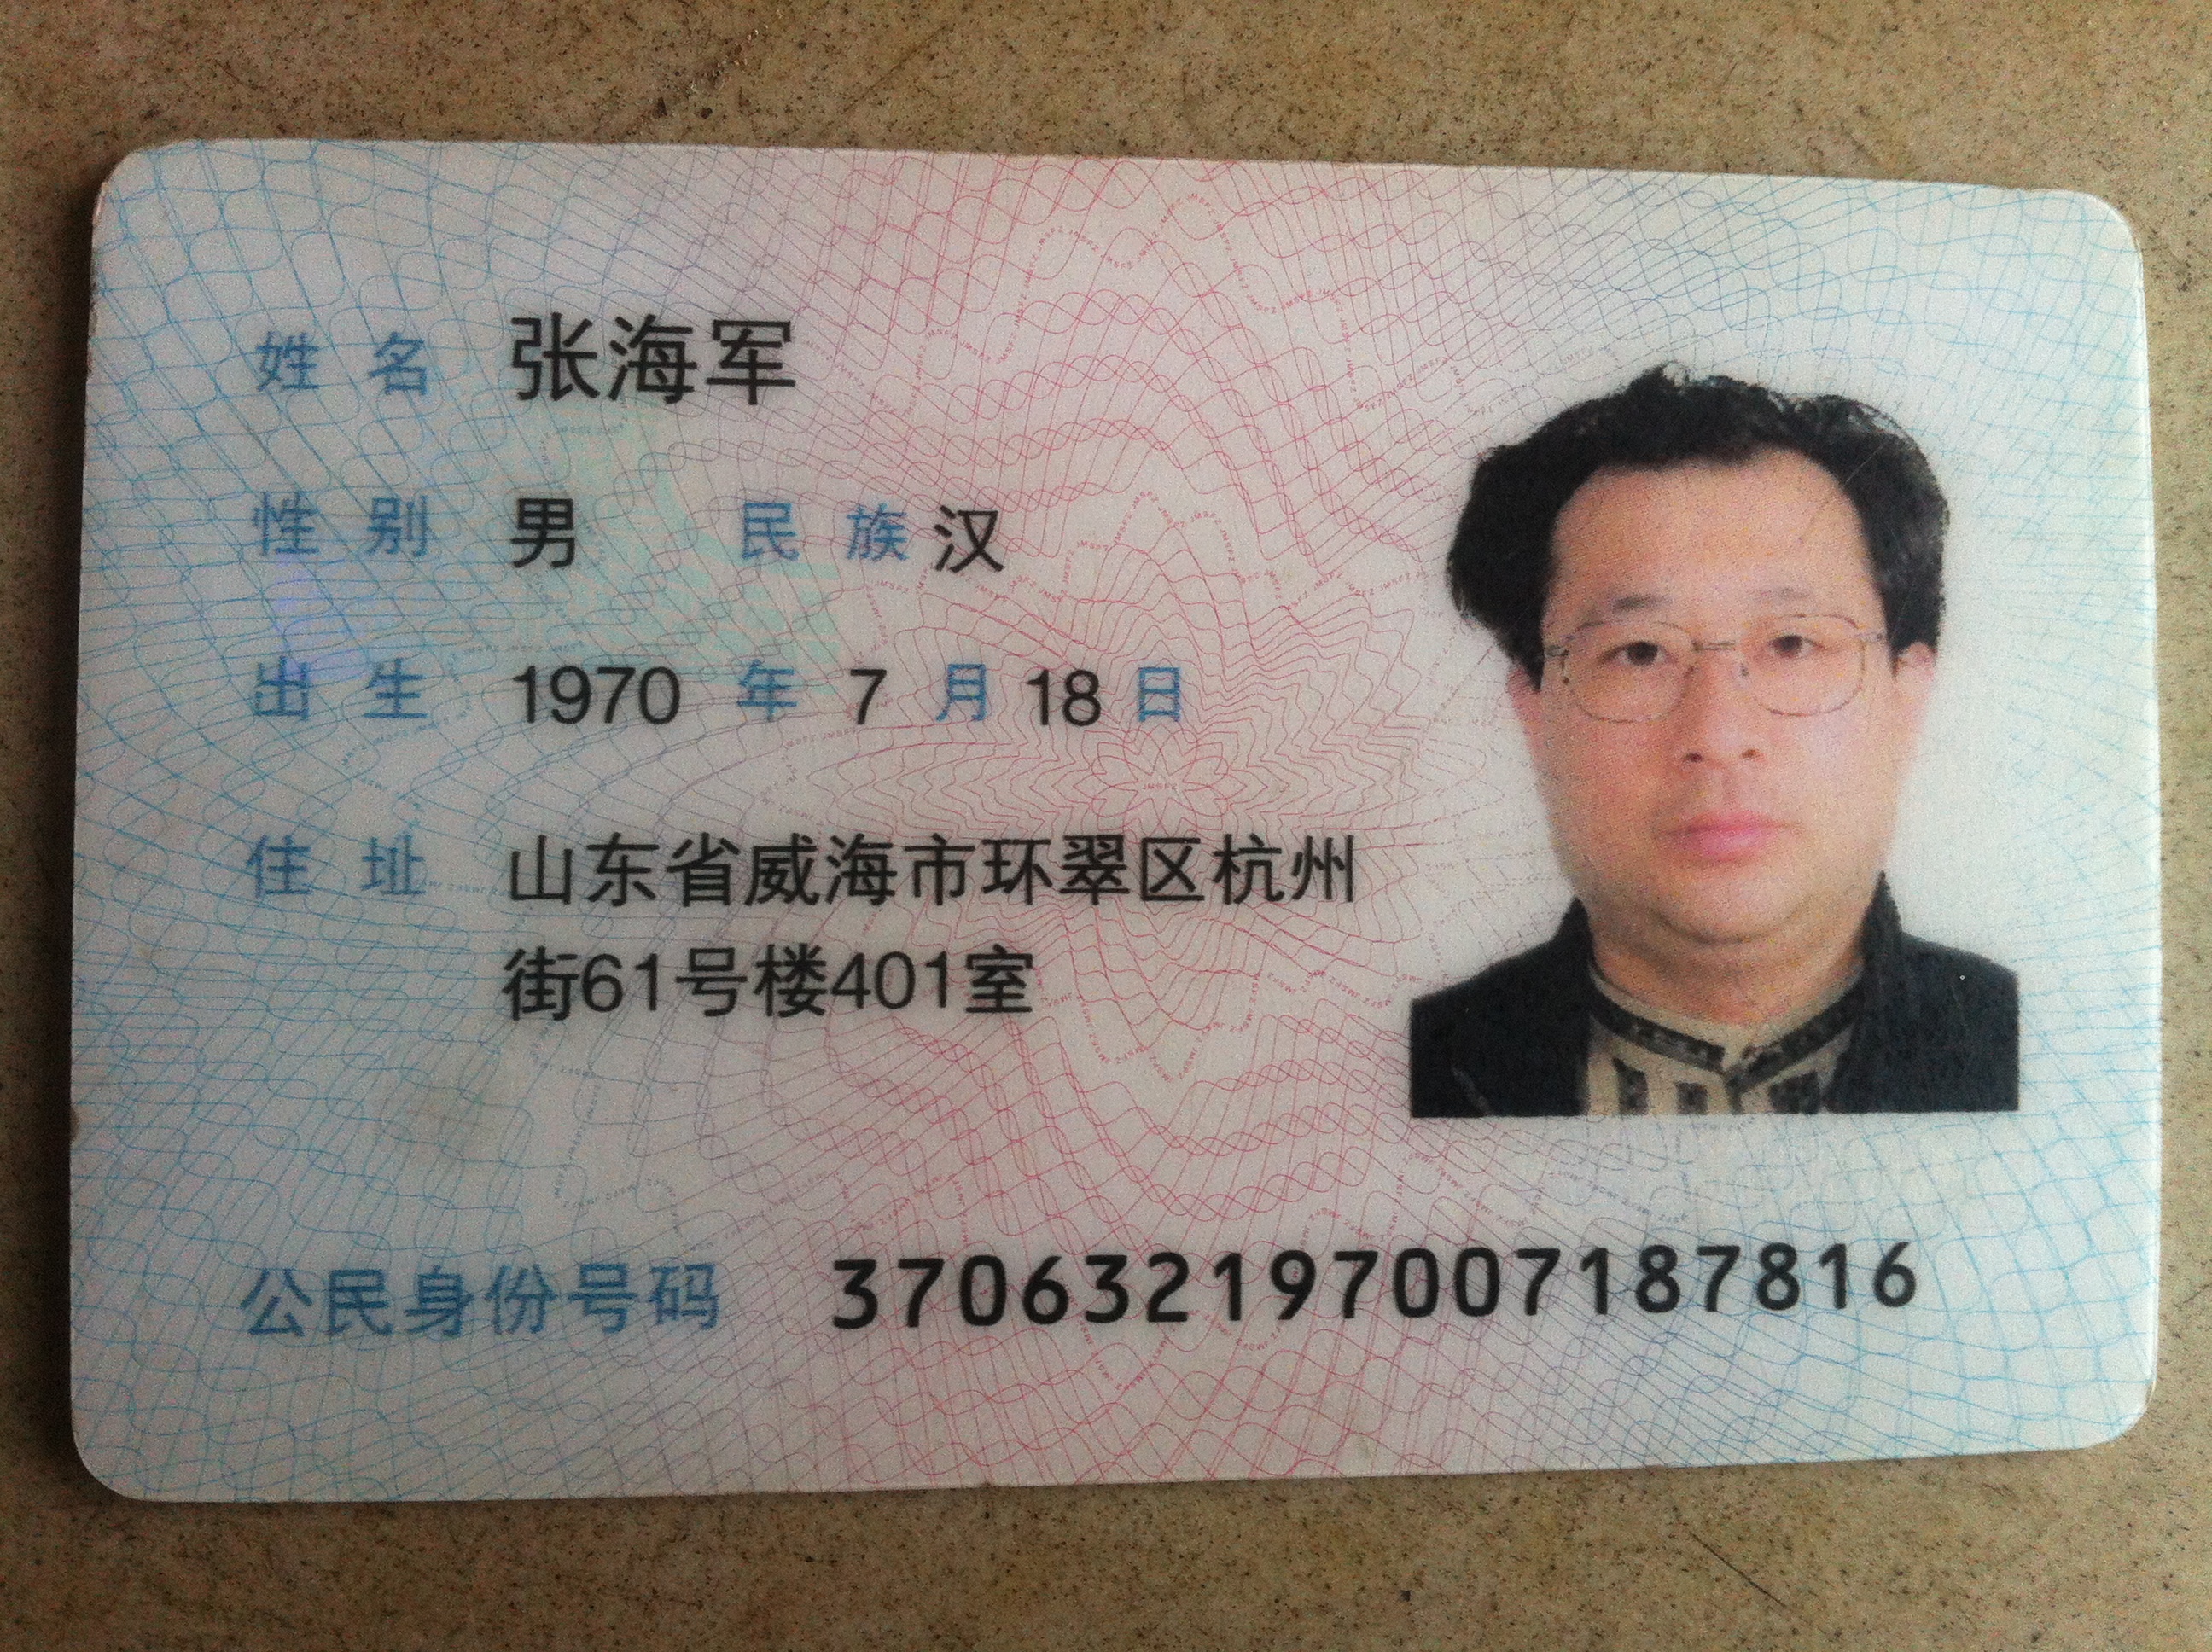 姓名 张海军
性别 男 民族 汉
出生 1970 年 7 月 18 日
住址 山东省威海市环翠区杭州
街61号楼401室
公民身份号码 370632197007187816